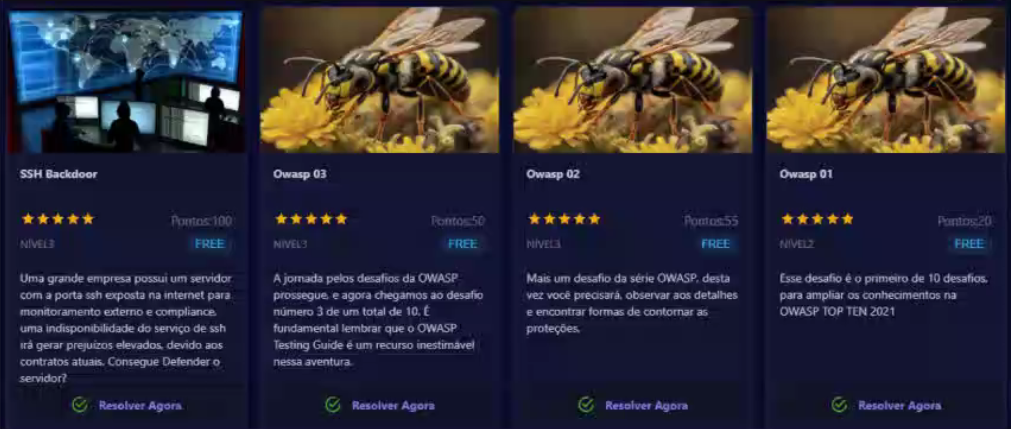 SSH Backdoor
Pontos:100
NÍVEL3
FREE
Uma grande empresa possui um servidor
com a porta ssh exposta na internet para
monitoramento externo e compliance,
uma indisponibilidade do serviço de ssh
irá gerar prejuízos elevados, devido aos
contratos atuais. Consegue Defender o
servidor?
Resolver Agora
Owasp 03
Pontos:50
NÍVEL3
FREE
A jornada pelos desafios da OWASP
prossegue, e agora chegamos ao desafio
número 3 de um total de 10. É
fundamental lembrar que o OWASP
Testing Guide é um recurso inestimável
nessa aventura.
Resolver Agora
Owasp 02
Pontos:55
NÍVEL3
FREE
Mais um desafio da série OWASP, desta
vez você precisará, observar aos detalhes
e encontrar formas de contornar as
proteções.
Resolver Agora
Owasp 01
Pontos:20
NÍVEL2
FREE
Esse desafio é o primeiro de 10 desafios,
para ampliar os conhecimentos na
OWASP TOP TEN 2021
Resolver Agora